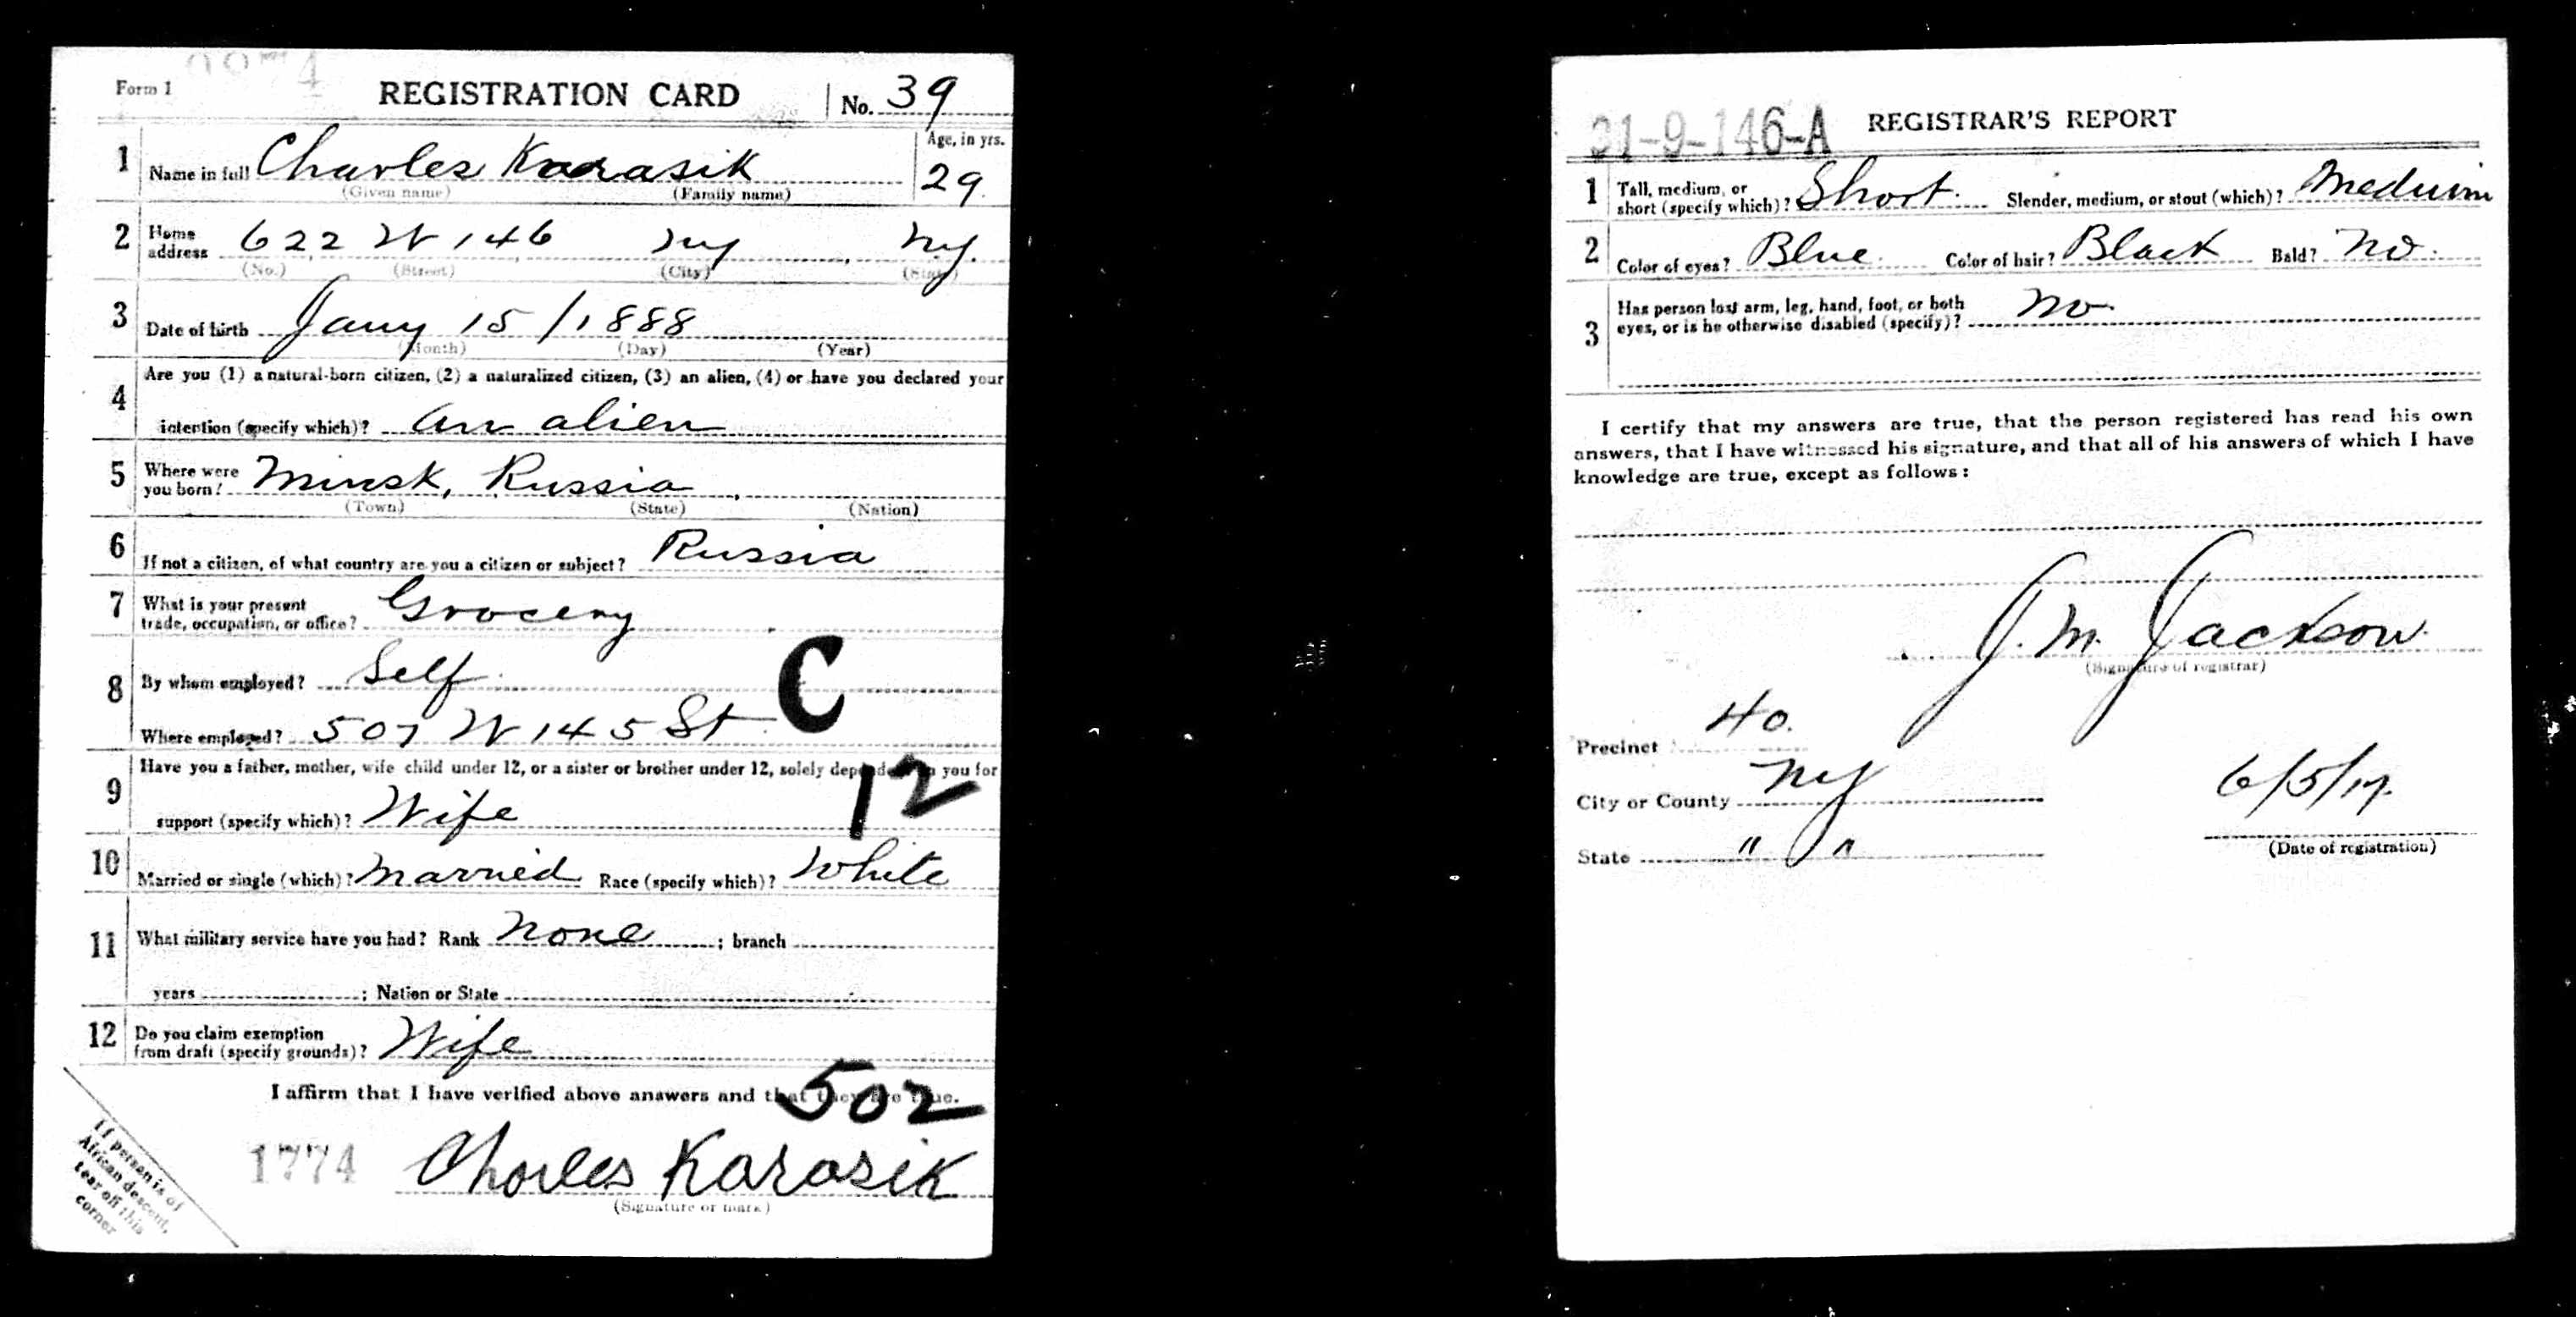 Form 1 REGISTRATION CARD No. 39
1 Name in full Charles Karasik Age, in yrs.
(Given name) (Family name) 29
2 Home address 622 W 146 NY NY.
(No.) (Street) (City) (State)
3 Date of birth Jany 15 / 1888
(Month) (Day) (Year)
4 Are you (1) a natural-born citizen, (2) a naturalized citizen, (3) an alien, (4) or have you declared your
intention (specify which)? An alien
5 Where were you born? Minsk, Russia
(Town) (State) (Nation)
6 If not a citizen, of what country are you a citizen or subject? Russia
7 What is your present trade, occupation, or office? Grocery
8 By whom employed? Self
C
Where employed? 507 W 145 St
9 Have you a father, mother, wife child under 12, or a sister or brother under 12, solely dependent on you for
12
support (specify which)? Wife
10 Married or single (which)? Married Race (specify which)? White
11 What military service have you had? Rank None ; branch
years ; Nation or State
12 Do you claim exemption from draft (specify grounds)? Wife
I affirm that I have verified above answers and that they are true.
502
1774 Charles Karasik
(Signature or mark)
If person is of
African descent,
tear off this
corner
31-9-146-A REGISTRAR'S REPORT
1 Tall, medium, or short (specify which)? Short. Slender, medium, or stout (which)? Medium
2 Color of eyes? Blue. Color of hair? Black Bald? No.
3 Has person lost arm, leg, hand, foot, or both eyes, or is he otherwise disabled (specify)? No.
I certify that my answers are true, that the person registered has read his own
answers, that I have witnessed his signature, and that all of his answers of which I have
knowledge are true, except as follows:
J. M. Jackson.
(Signature of registrar)
Precinct 40.
City or County NY 6/5/17.
State " " (Date of registration)